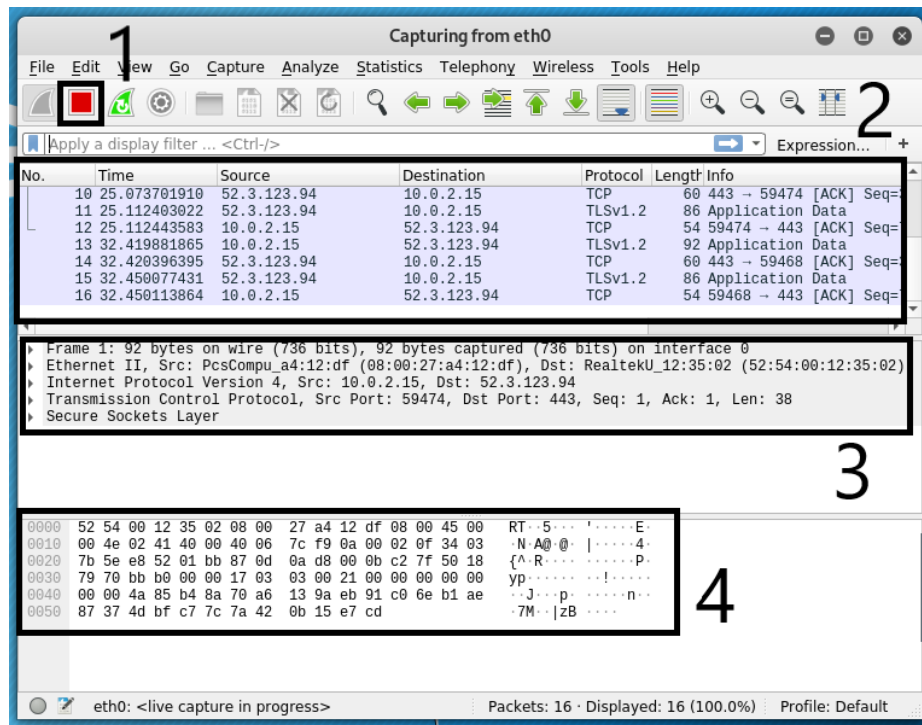 1
Capturing from eth0
File Edit View Go Capture Analyze Statistics Telephony Wireless Tools Help
2
Apply a display filter ... <Ctrl-/> Expression... +
No. Time Source Destination Protocol Length Info
10 25.073701910 52.3.123.94 10.0.2.15 TCP 60 443 → 59474 [ACK]
11 25.112403022 52.3.123.94 10.0.2.15 TLSv1.2 86 Application Data
12 25.112443583 10.0.2.15 52.3.123.94 TCP 54 59474 → 443 [ACK]
13 32.419881865 10.0.2.15 52.3.123.94 TLSv1.2 92 Application Data
14 32.420396395 52.3.123.94 10.0.2.15 TCP 60 443 → 59468 [ACK]
15 32.450077431 52.3.123.94 10.0.2.15 TLSv1.2 86 Application Data
16 32.450113864 10.0.2.15 52.3.123.94 TCP 54 59468 → 443 [ACK]
Frame 1: 92 bytes on wire (736 bits), 92 bytes captured (736 bits) on interface 0
Ethernet II, Src: PcsCompu_a4:12:df (08:00:27:a4:12:df), Dst: RealtekU_12:35:02 (52:54:00:12:35:02)
Internet Protocol Version 4, Src: 10.0.2.15, Dst: 52.3.123.94
Transmission Control Protocol, Src Port: 59474, Dst Port: 443, Seq: 1, Ack: 1, Len: 38
Secure Sockets Layer
3
0000 52 54 00 12 35 02 08 00 27 a4 12 df 08 00 45 00 RT··5··· '·····E·
0010 00 4e 02 41 40 00 40 06 7c f9 0a 00 02 0f 34 03 ·N·A@·@· |·····4·
0020 7b 5e e8 52 01 bb 87 0d 0a d8 00 0b c2 7f 50 18 {^·R···· ······P·
0030 79 70 bb b0 00 00 17 03 03 00 21 00 00 00 00 00 yp······ ··!·····
0040 00 00 4a 85 b4 8a 70 a6 13 9a eb 91 c0 6e b1 ae ··J···p· ·····n··
0050 87 37 4d bf c7 7c 7a 42 0b 15 e7 cd ·7M··|zB ····
4
eth0: <live capture in progress> Packets: 16 · Displayed: 16 (100.0%) Profile: Default